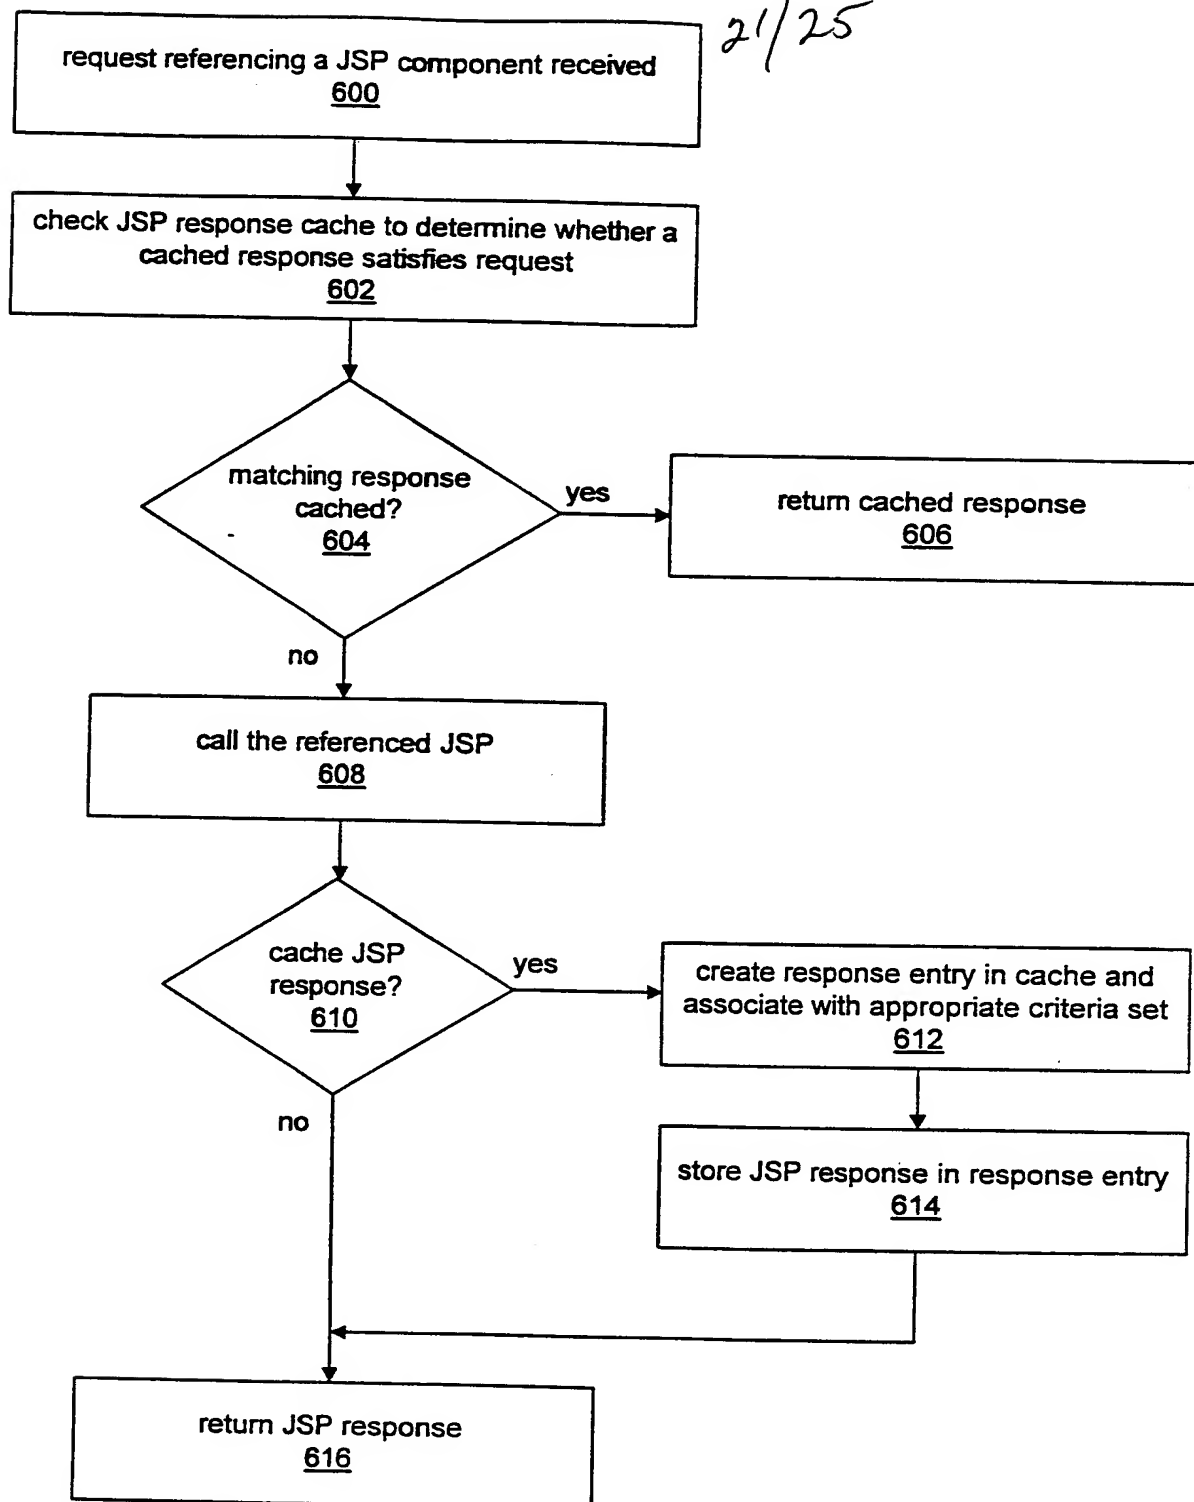 21/25
request referencing a JSP component received
600
check JSP response cache to determine whether a
cached response satisfies request
602
matching response
cached?
604
yes
return cached response
606
no
call the referenced JSP
608
cache JSP
response?
610
yes
create response entry in cache and
associate with appropriate criteria set
612
no
store JSP response in response entry
614
return JSP response
616